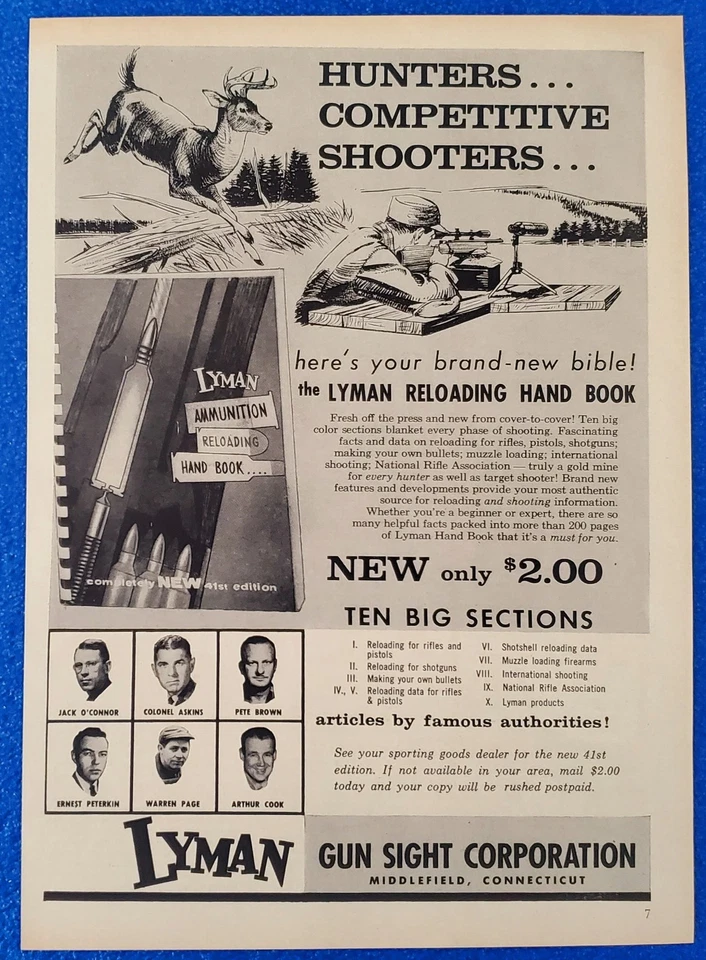 HUNTERS...
COMPETITIVE
SHOOTERS...
LYMAN
AMMUNITION
RELOADING
HAND BOOK....
completely NEW 41st edition
here's your brand-new bible!
the LYMAN RELOADING HAND BOOK
Fresh off the press and new from cover-to-cover! Ten big
color sections blanket every phase of shooting. Fascinating
facts and data on reloading for rifles, pistols, shotguns;
making your own bullets; muzzle loading; international
shooting; National Rifle Association — truly a gold mine
for every hunter as well as target shooter! Brand new
features and developments provide your most authentic
source for reloading and shooting information.
Whether you're a beginner or expert, there are so
many helpful facts packed into more than 200 pages
of Lyman Hand Book that it's a must for you.
NEW only $2.00
TEN BIG SECTIONS
I. Reloading for rifles and
pistols
II. Reloading for shotguns
III. Making your own bullets
IV., V. Reloading data for rifles
& pistols
VI. Shotshell reloading data
VII. Muzzle loading firearms
VIII. International shooting
IX. National Rifle Association
X. Lyman products
articles by famous authorities!
JACK O'CONNOR
COLONEL ASKINS
PETE BROWN
ERNEST PETERKIN
WARREN PAGE
ARTHUR COOK
See your sporting goods dealer for the new 41st
edition. If not available in your area, mail $2.00
today and your copy will be rushed postpaid.
LYMAN
GUN SIGHT CORPORATION
MIDDLEFIELD, CONNECTICUT
7